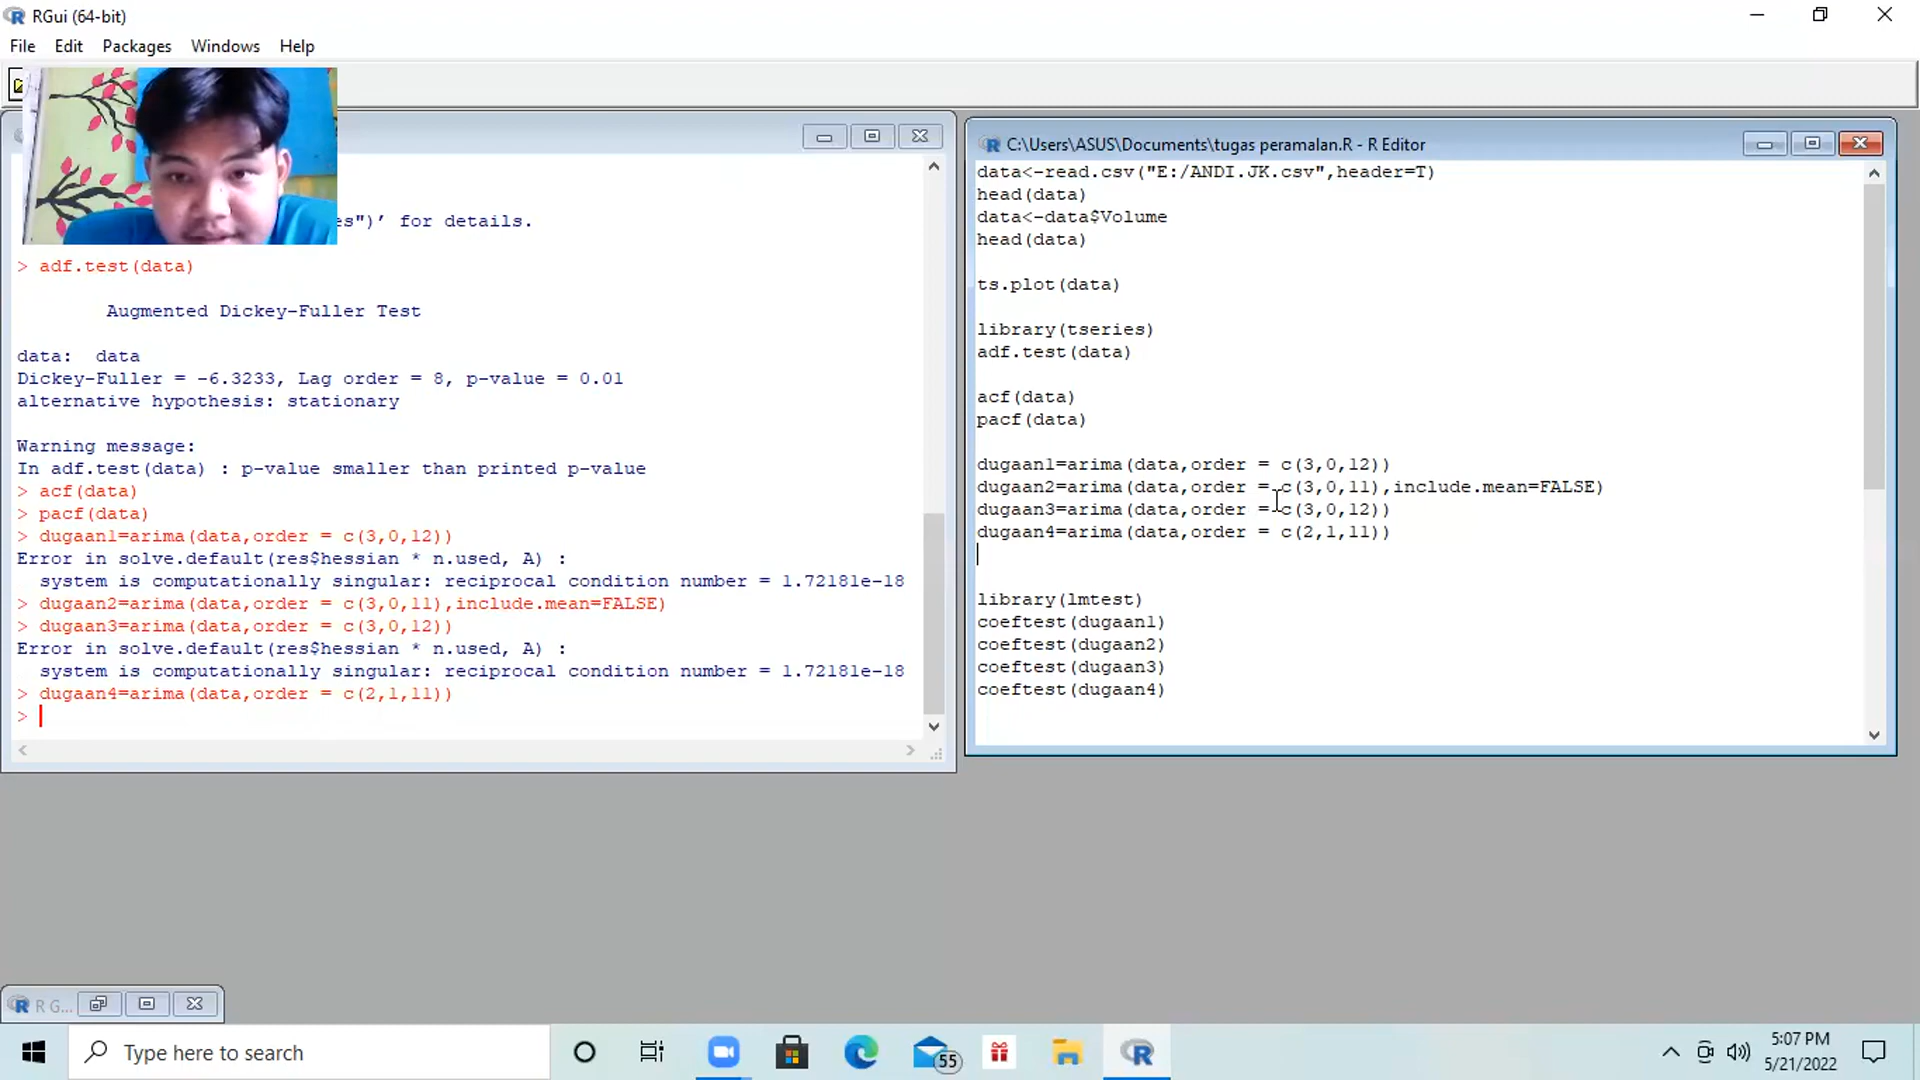 RGui (64-bit)
File Edit Packages Windows Help
es")’ for details.
> adf.test(data)
Augmented Dickey-Fuller Test
data:  data
Dickey-Fuller = -6.3233, Lag order = 8, p-value = 0.01
alternative hypothesis: stationary
Warning message:
In adf.test(data) : p-value smaller than printed p-value
> acf(data)
> pacf(data)
> dugaan1=arima(data,order = c(3,0,12))
Error in solve.default(res$hessian * n.used, A) :
system is computationally singular: reciprocal condition number = 1.72181e-18
> dugaan2=arima(data,order = c(3,0,11),include.mean=FALSE)
> dugaan3=arima(data,order = c(3,0,12))
Error in solve.default(res$hessian * n.used, A) :
system is computationally singular: reciprocal condition number = 1.72181e-18
> dugaan4=arima(data,order = c(2,1,11))
>
C:\Users\ASUS\Documents\tugas peramalan.R - R Editor
data<-read.csv("E:/ANDI.JK.csv",header=T)
head(data)
data<-data$Volume
head(data)
ts.plot(data)
library(tseries)
adf.test(data)
acf(data)
pacf(data)
dugaan1=arima(data,order = c(3,0,12))
dugaan2=arima(data,order = c(3,0,11),include.mean=FALSE)
dugaan3=arima(data,order = c(3,0,12))
dugaan4=arima(data,order = c(2,1,11))
library(lmtest)
coeftest(dugaan1)
coeftest(dugaan2)
coeftest(dugaan3)
coeftest(dugaan4)
R G...
Type here to search
55
5:07 PM
5/21/2022